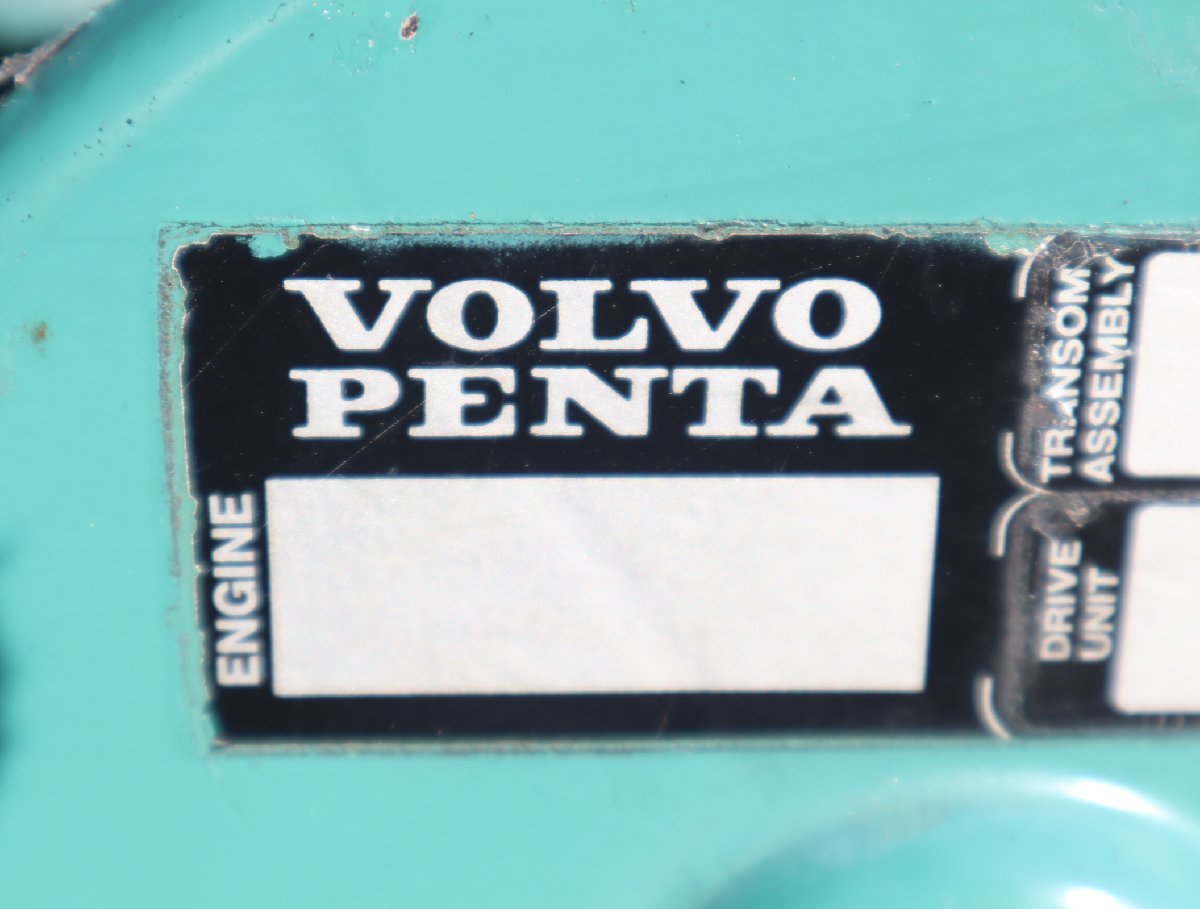 VOLVO
PENTA
ENGINE
TRANSOM
ASSEMBLY
DRIVE
UNIT